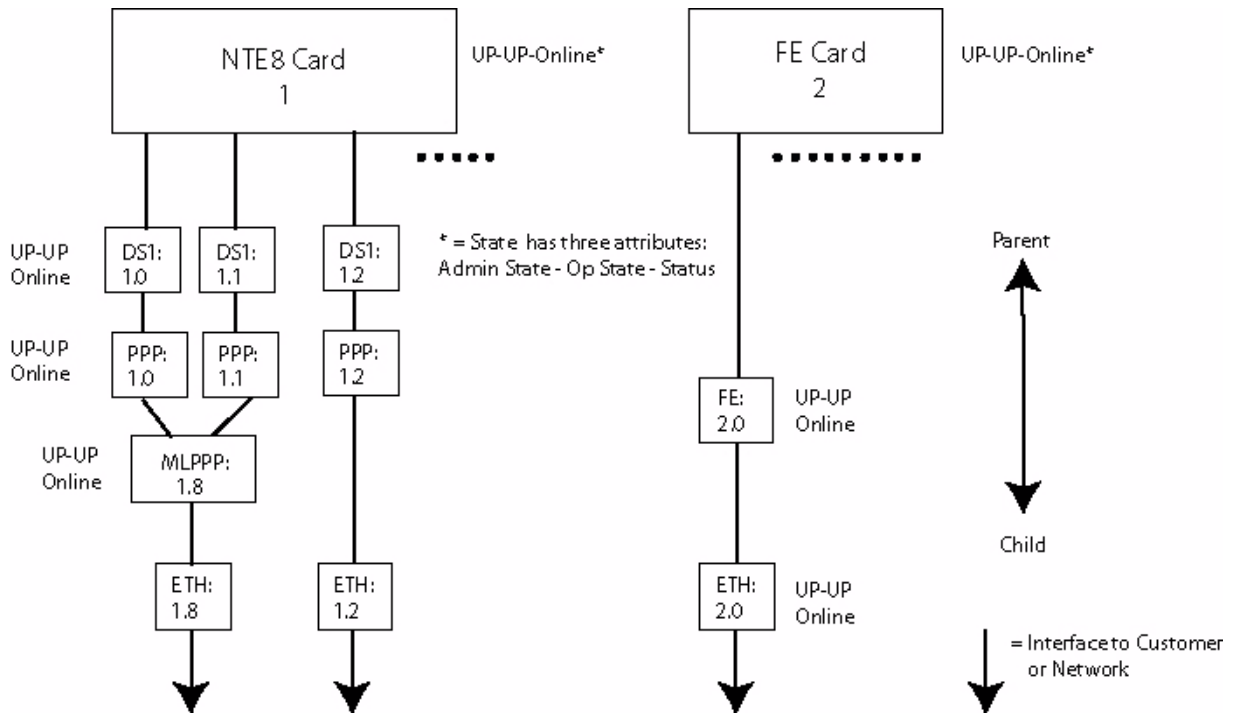 NTE8 Card
1
UP-UP-Online*
FE Card
2
UP-UP-Online*
UP-UP
Online
DS1:
1.0
DS1:
1.1
DS1:
1.2
* = State has three attributes:
Admin State - Op State - Status
Parent
UP-UP
Online
PPP:
1.0
PPP:
1.1
PPP:
1.2
FE:
2.0
UP-UP
Online
UP-UP
Online
MLPPP:
1.8
Child
ETH:
1.8
ETH:
1.2
ETH:
2.0
UP-UP
Online
= Interface to Customer
or Network